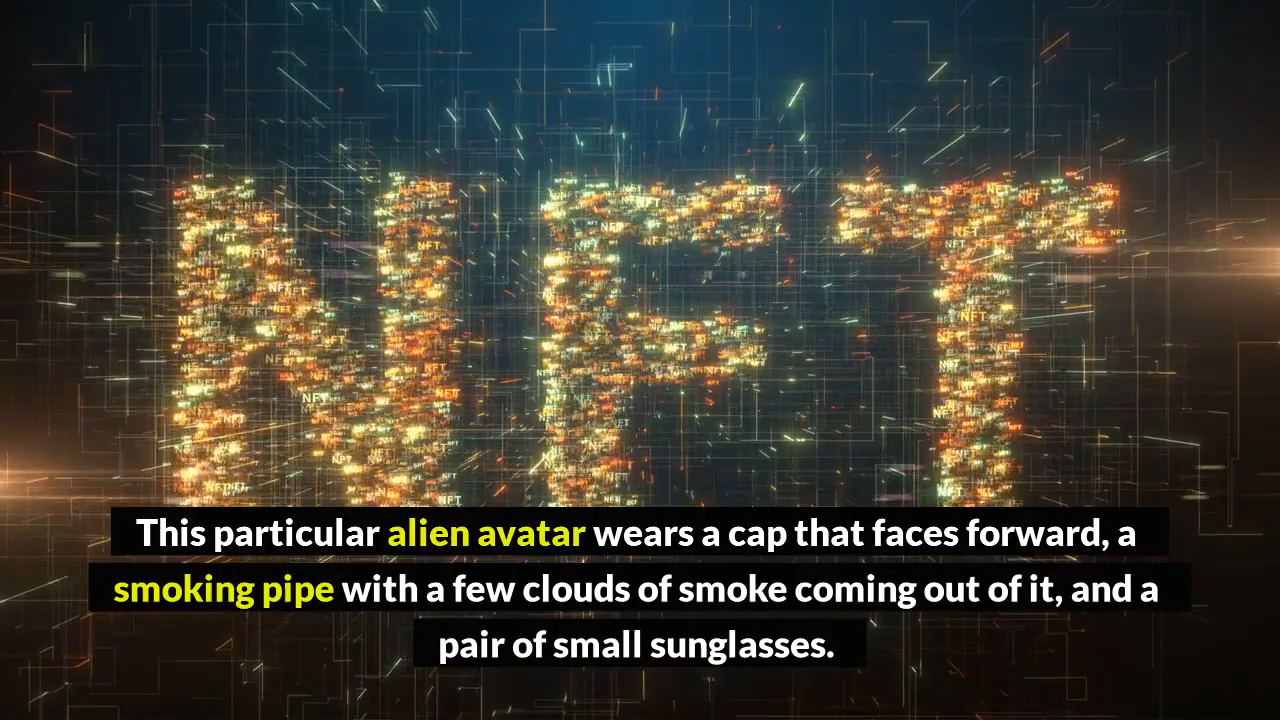 NFT
This particular alien avatar wears a cap that faces forward, a
smoking pipe with a few clouds of smoke coming out of it, and a
pair of small sunglasses.